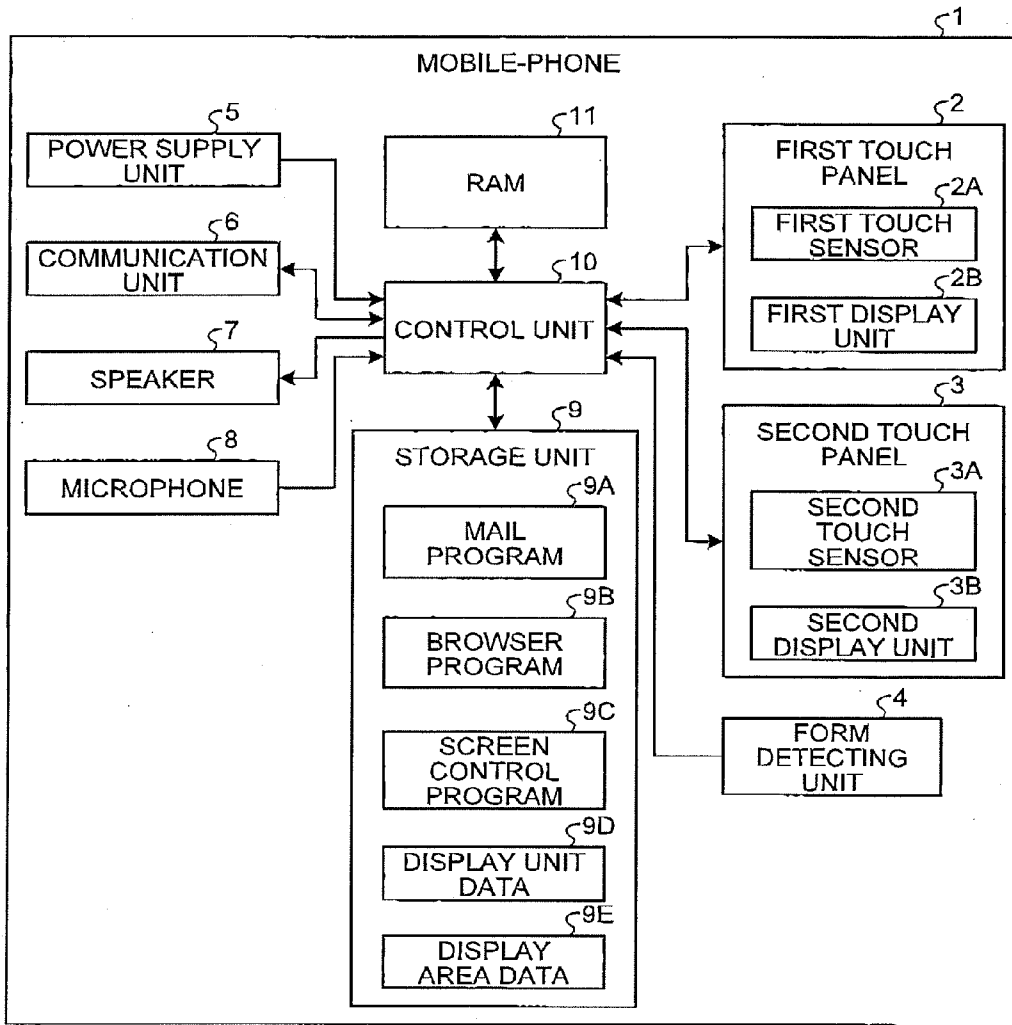 1
MOBILE-PHONE
5
POWER SUPPLY
UNIT
6
COMMUNICATION
UNIT
7
SPEAKER
8
MICROPHONE
11
RAM
10
CONTROL UNIT
9
STORAGE UNIT
9A
MAIL
PROGRAM
9B
BROWSER
PROGRAM
9C
SCREEN
CONTROL
PROGRAM
9D
DISPLAY UNIT
DATA
9E
DISPLAY
AREA DATA
2
FIRST TOUCH
PANEL
2A
FIRST TOUCH
SENSOR
2B
FIRST DISPLAY
UNIT
3
SECOND TOUCH
PANEL
3A
SECOND
TOUCH
SENSOR
3B
SECOND
DISPLAY UNIT
4
FORM
DETECTING
UNIT